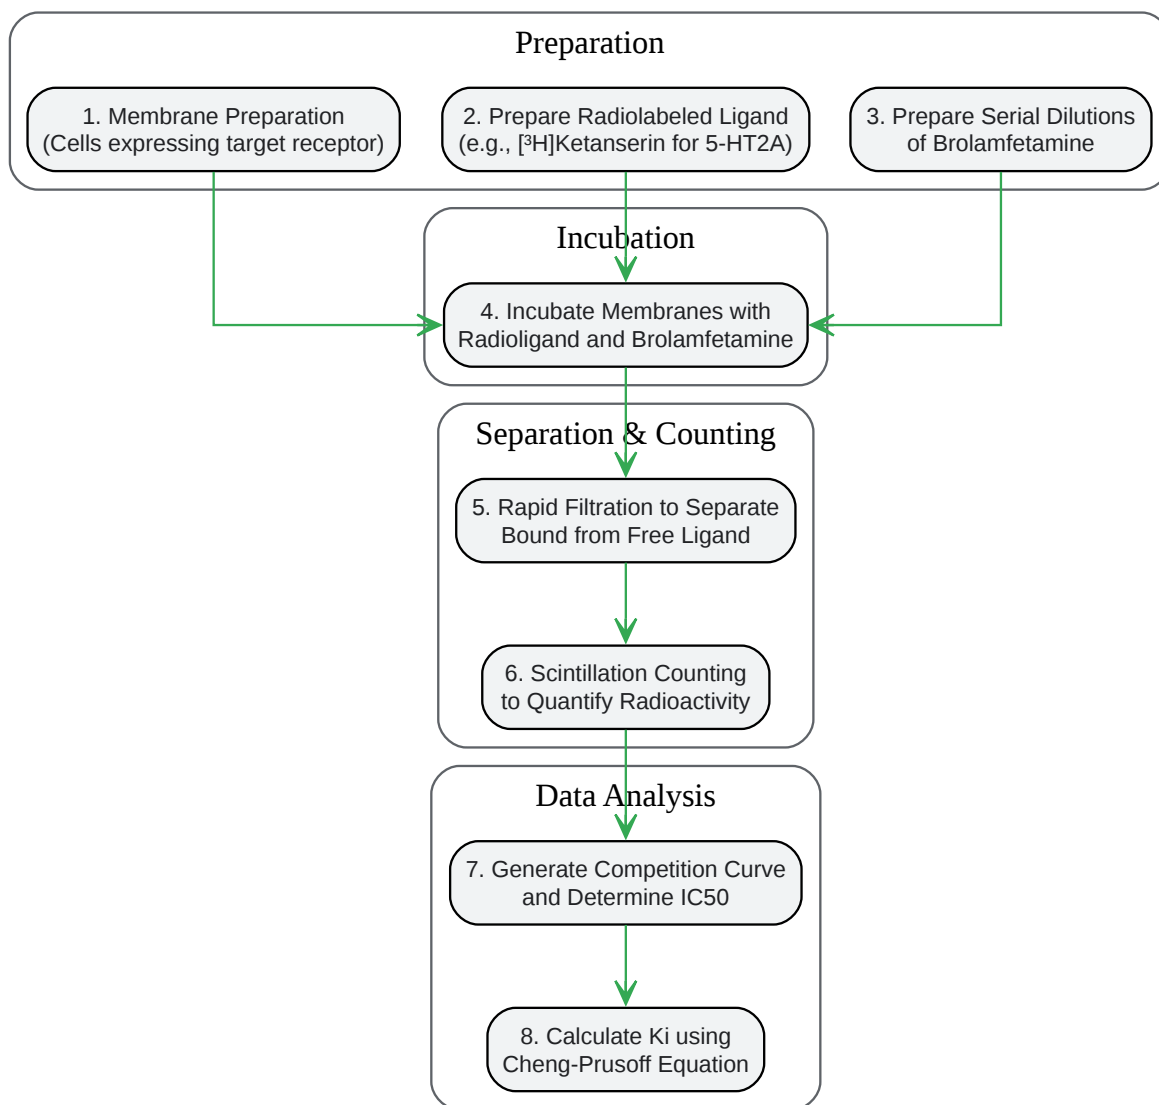 Preparation
1. Membrane Preparation
(Cells expressing target receptor)
2. Prepare Radiolabeled Ligand
(e.g., [³H]Ketanserin for 5-HT2A)
3. Prepare Serial Dilutions
of Brolamfetamine
Incubation
4. Incubate Membranes with
Radioligand and Brolamfetamine
Separation & Counting
5. Rapid Filtration to Separate
Bound from Free Ligand
6. Scintillation Counting
to Quantify Radioactivity
Data Analysis
7. Generate Competition Curve
and Determine IC50
8. Calculate Ki using
Cheng-Prusoff Equation